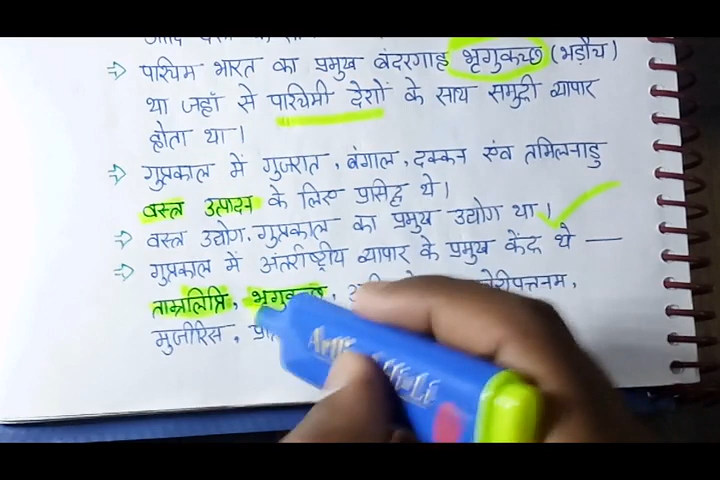 ⇒ पश्चिम भारत का प्रमुख बंदरगाह भृगुकच्छ (भड़ौच)
था जहाँ से पश्चिमी देशों के साथ समुद्री व्यापार
होता था।
⇒ गुप्तकाल में गुजरात, बंगाल, दक्कन एंव तमिलनाडु
वस्त्र उत्पादन के लिए प्रसिद्ध थे।
⇒ वस्त्र उद्योग गुप्तकाल का प्रमुख उद्योग था।
⇒ गुप्तकाल में अंतर्राष्ट्रीय व्यापार के प्रमुख केंद्र थे —
ताम्रलिप्ति, भृगुकच्छ,
मुजीरिस,